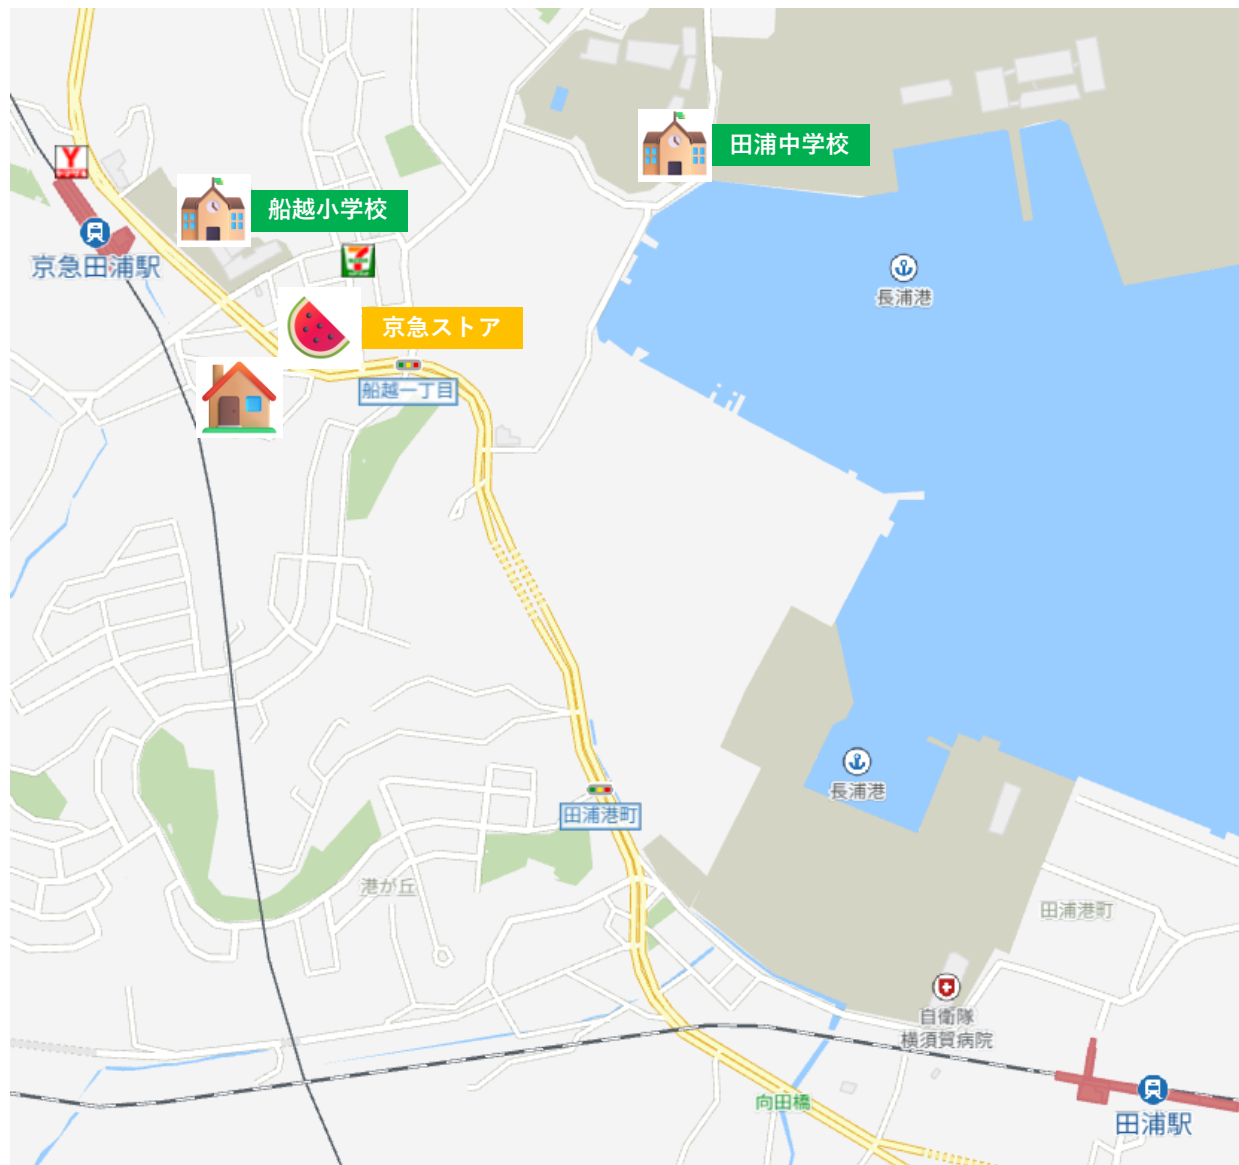 田浦中学校
Y
船越小学校
京急田浦駅
7
長浦港
京急ストア
船越一丁目
長浦港
田浦港町
港が丘
田浦港町
自衛隊
横須賀病院
向田橋
田浦駅